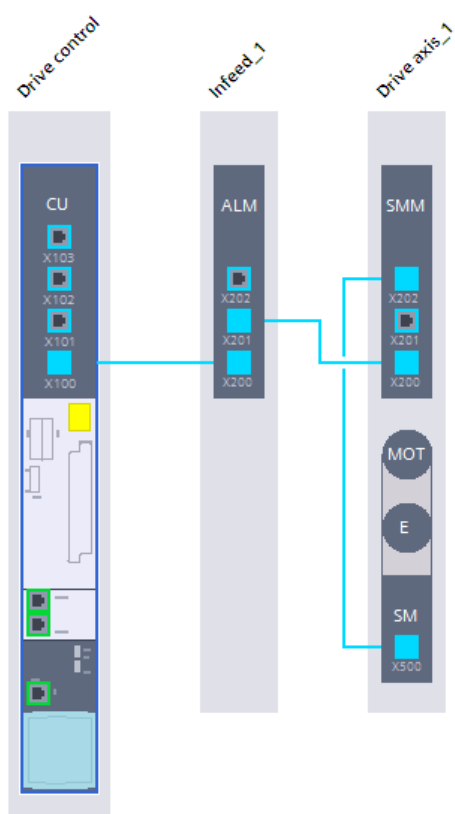 Drive control
Infeed_1
Drive axis_1
CU
X103
X102
X101
X100
ALM
X202
X201
X200
SMM
X202
X201
X200
MOT
E
SM
X500